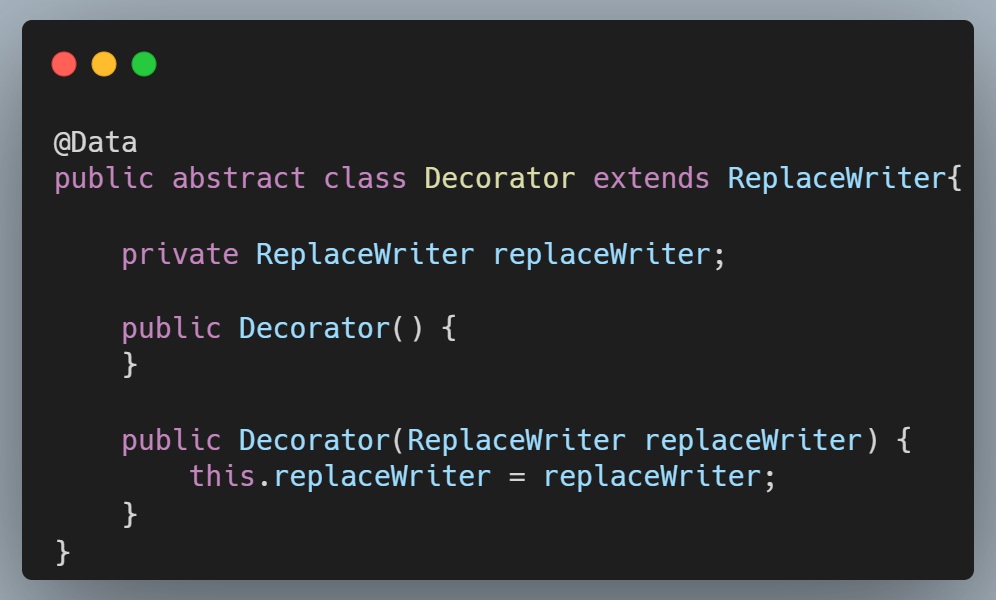 @Data
public abstract class Decorator extends ReplaceWriter{
    private ReplaceWriter replaceWriter;
    public Decorator() {
    }
    public Decorator(ReplaceWriter replaceWriter) {
        this.replaceWriter = replaceWriter;
    }
}